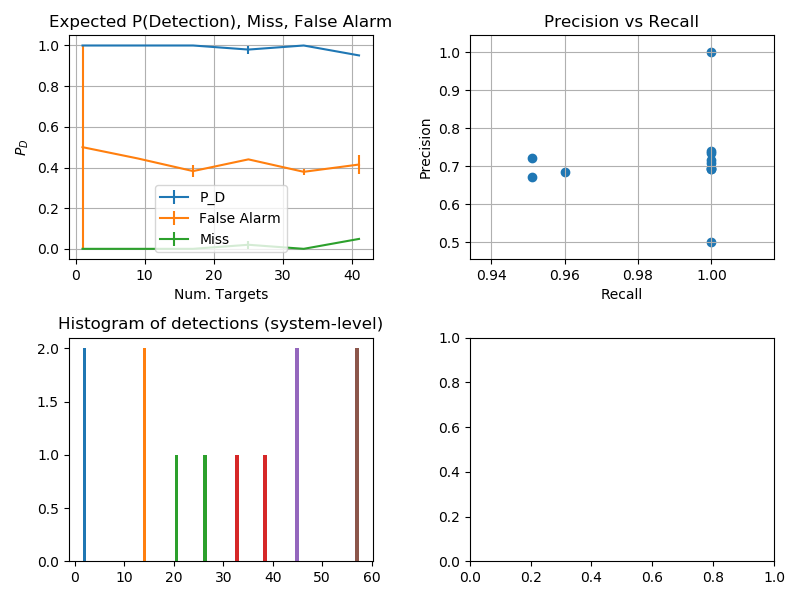 Expected P(Detection), Miss, False Alarm
1.0
0.8
0.6
0.4
0.2
0.0
P_D
P_D
False Alarm
Miss
0 10 20 30 40
Num. Targets
Precision vs Recall
1.0
0.9
0.8
0.7
0.6
0.5
Precision
0.94 0.96 0.98 1.00
Recall
Histogram of detections (system-level)
2.0
1.5
1.0
0.5
0.0
0 10 20 30 40 50 60
1.0
0.8
0.6
0.4
0.2
0.0
0.0 0.2 0.4 0.6 0.8 1.0